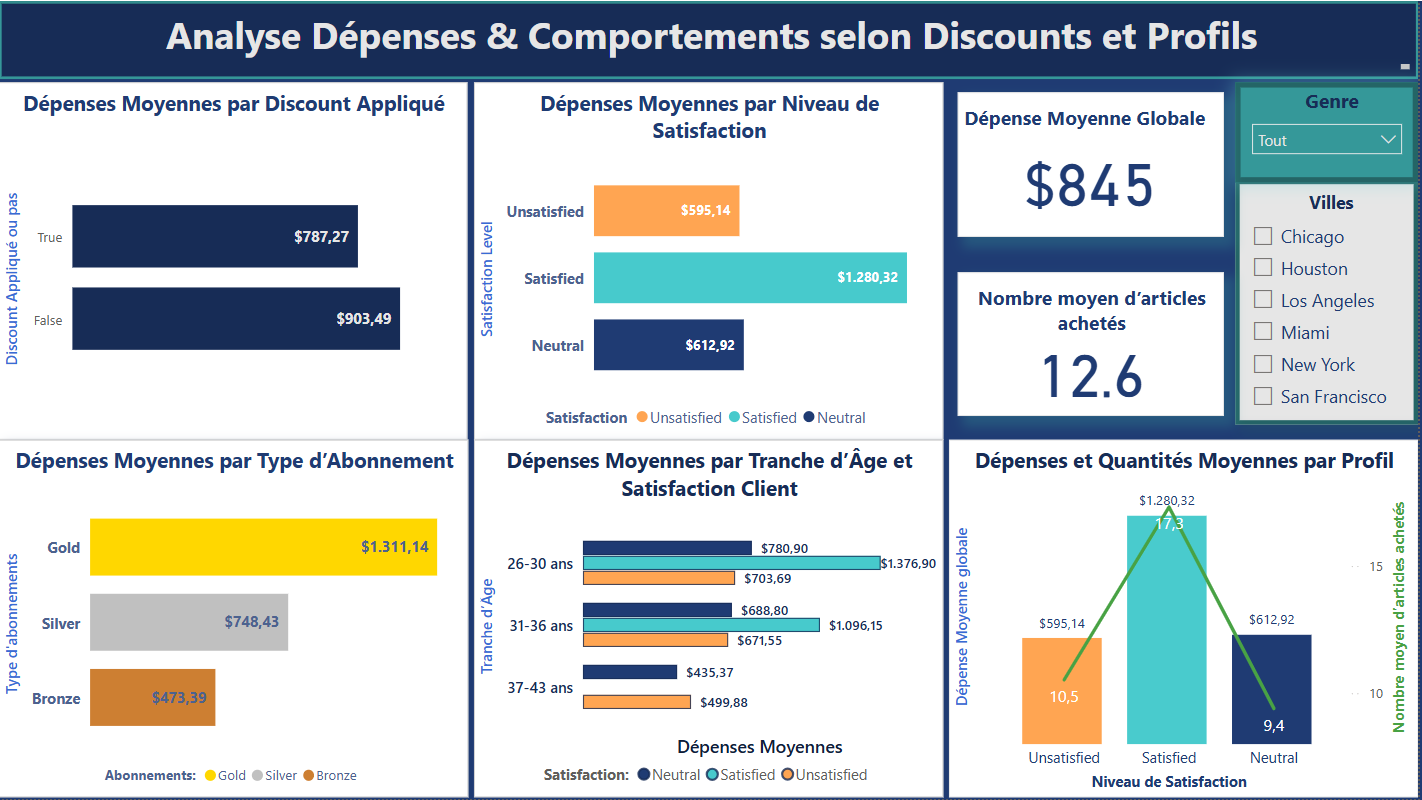 Analyse Dépenses & Comportements selon Discounts et Profils
Dépenses Moyennes par Discount Appliqué
Discount Appliqué ou pas
True
$787,27
False
$903,49
Dépenses Moyennes par Niveau de
Satisfaction
Satisfaction Level
Unsatisfied
$595,14
Satisfied
$1.280,32
Neutral
$612,92
Satisfaction Unsatisfied Satisfied Neutral
Dépense Moyenne Globale
$845
Nombre moyen d’articles
achetés
12.6
Genre
Tout
Villes
Chicago
Houston
Los Angeles
Miami
New York
San Francisco
Dépenses Moyennes par Type d’Abonnement
Type d'abonnements
Gold
$1.311,14
Silver
$748,43
Bronze
$473,39
Abonnements: Gold Silver Bronze
Dépenses Moyennes par Tranche d’Âge et
Satisfaction Client
Tranche d’Age
26-30 ans
$780,90
$1.376,90
$703,69
31-36 ans
$688,80
$1.096,15
$671,55
37-43 ans
$435,37
$499,88
Dépenses Moyennes
Satisfaction: Neutral Satisfied Unsatisfied
Dépenses et Quantités Moyennes par Profil
Dépense Moyenne globale
$1.280,32
17,3
$595,14
10,5
$612,92
9,4
15
10
Nombre moyen d’articles achetés
Unsatisfied Satisfied Neutral
Niveau de Satisfaction